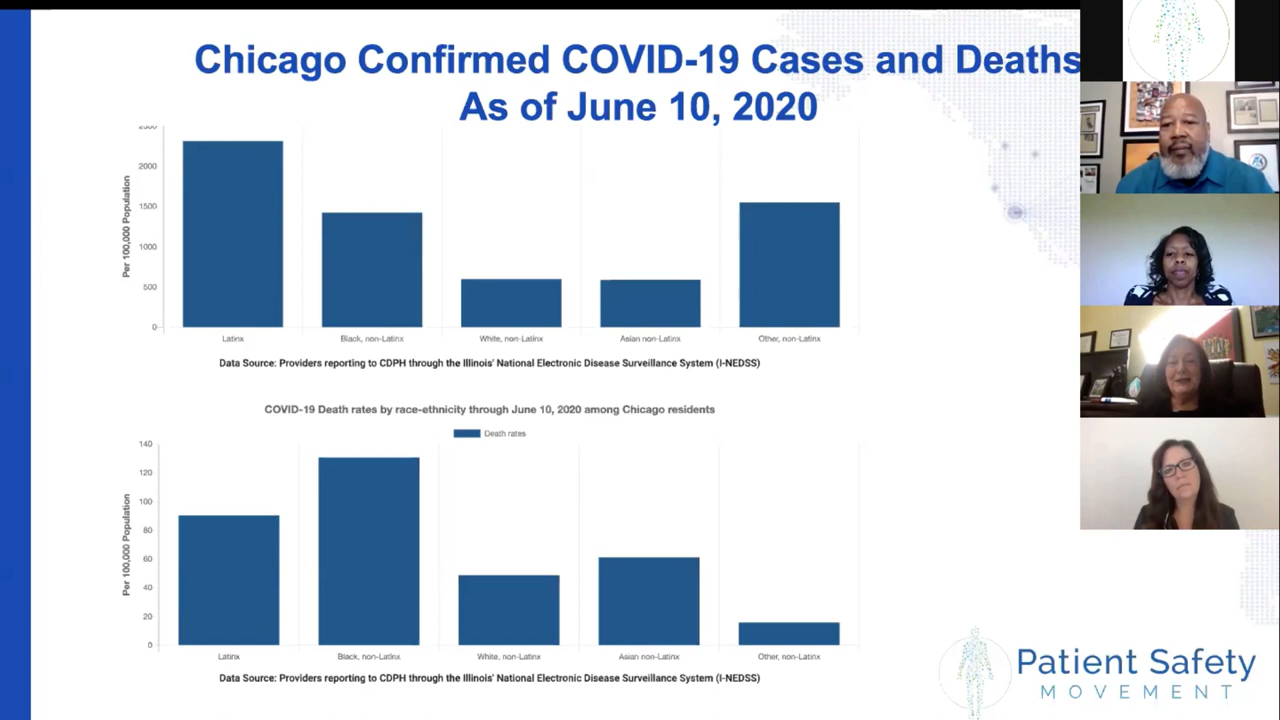 Chicago Confirmed COVID-19 Cases and Deaths
As of June 10, 2020
2500
2000
1500
1000
500
0
Per 100,000 Population
Latinx
Black, non-Latinx
White, non-Latinx
Asian non-Latinx
Other, non-Latinx
Data Source: Providers reporting to CDPH through the Illinois' National Electronic Disease Surveillance System (I-NEDSS)
COVID-19 Death rates by race-ethnicity through June 10, 2020 among Chicago residents
Death rates
140
120
100
80
60
40
20
0
Per 100,000 Population
Latinx
Black, non-Latinx
White, non-Latinx
Asian non-Latinx
Other, non-Latinx
Data Source: Providers reporting to CDPH through the Illinois' National Electronic Disease Surveillance System (I-NEDSS)
Patient Safety
MOVEMENT